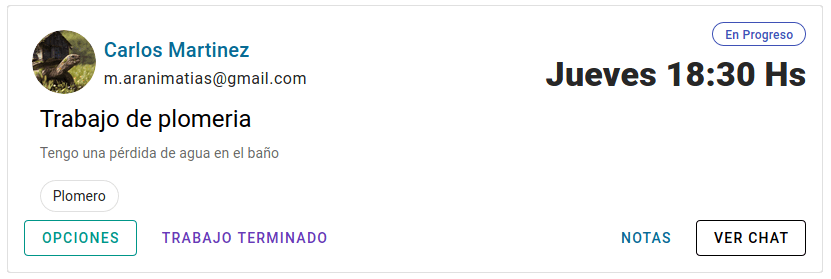 En Progreso
Carlos Martinez
m.aranimatias@gmail.com
Jueves 18:30 Hs
Trabajo de plomeria
Tengo una pérdida de agua en el baño
Plomero
OPCIONES TRABAJO TERMINADO NOTAS VER CHAT